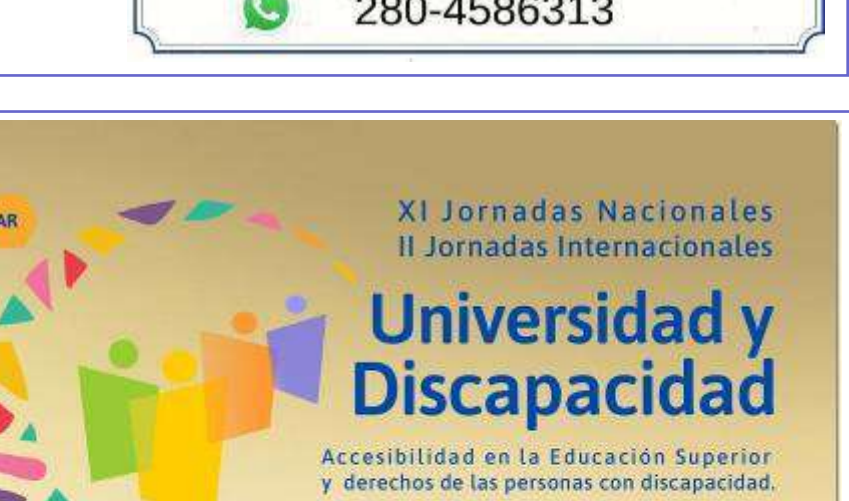 280-4586313
AR
XI Jornadas Nacionales
II Jornadas Internacionales
Universidad y
Discapacidad
Accesibilidad en la Educación Superior
y derechos de las personas con discapacidad.